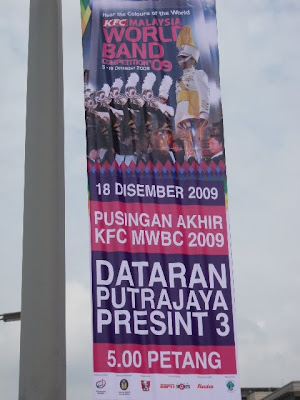 Hear the Colours of the World
KFC MALAYSIA
WORLD
BAND
COMPETITION '09
18 DISEMBER 2009
PUSINGAN AKHIR
KFC MWBC 2009
DATARAN
PUTRAJAYA
PRESINT 3
5.00 PETANG